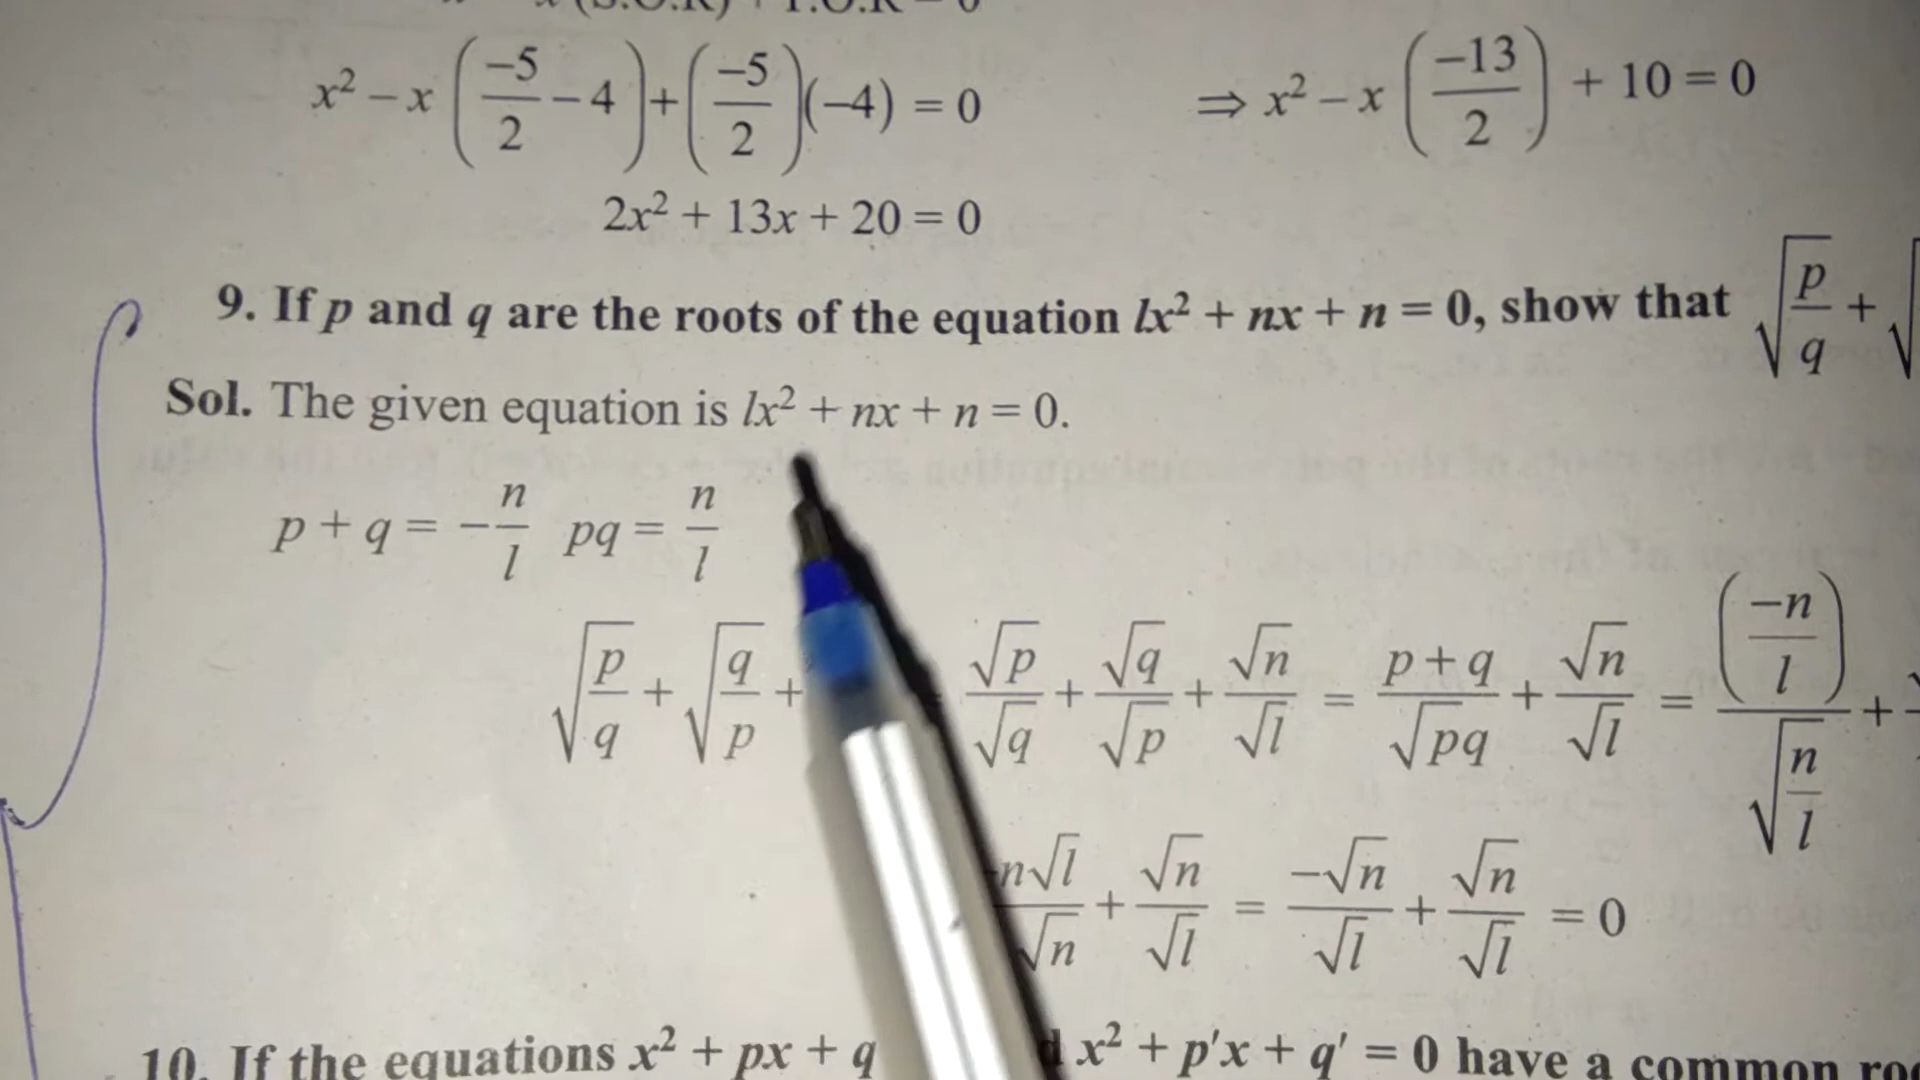 x² – x (–5/2 – 4) + (–5/2)(–4) = 0 ⇒ x² – x (–13/2) + 10 = 0
2x² + 13x + 20 = 0
9. If p and q are the roots of the equation lx² + nx + n = 0, show that √(p/q) +
Sol. The given equation is lx² + nx + n = 0.
p + q = –n/l pq = n/l
√(p/q) + √(q/p) + = √p/√q + √q/√p + √n/√l = (p+q)/√pq + √n/√l = (–n/l)/√(n/l) +
n√l/√n + √n/√l = –√n/√l + √n/√l = 0
10. If the equations x² + px + q x² + p′x + q′ = 0 have a common